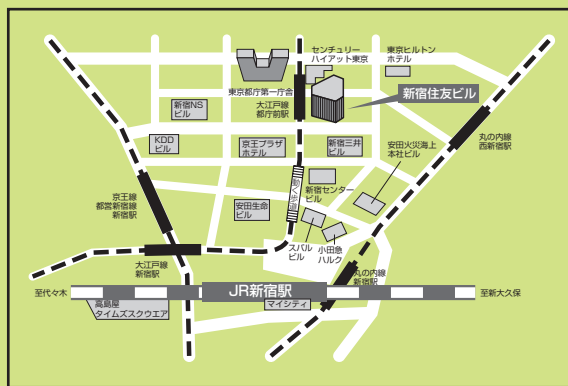 センチュリー
ハイアット東京
東京ヒルトン
ホテル
東京都庁第一庁舎
大江戸線
都庁前駅
新宿住友ビル
新宿NS
ビル
KDD
ビル
京王プラザ
ホテル
新宿三井
ビル
安田火災海上
本社ビル
丸の内線
西新宿駅
動く歩道
新宿センター
ビル
京王線
都営新宿線
新宿駅
安田生命
ビル
スバル
ビル
小田急
ハルク
大江戸線
新宿駅
丸の内線
新宿駅
至代々木
JR新宿駅
至新大久保
高島屋
タイムズスクウエア
マイシティ